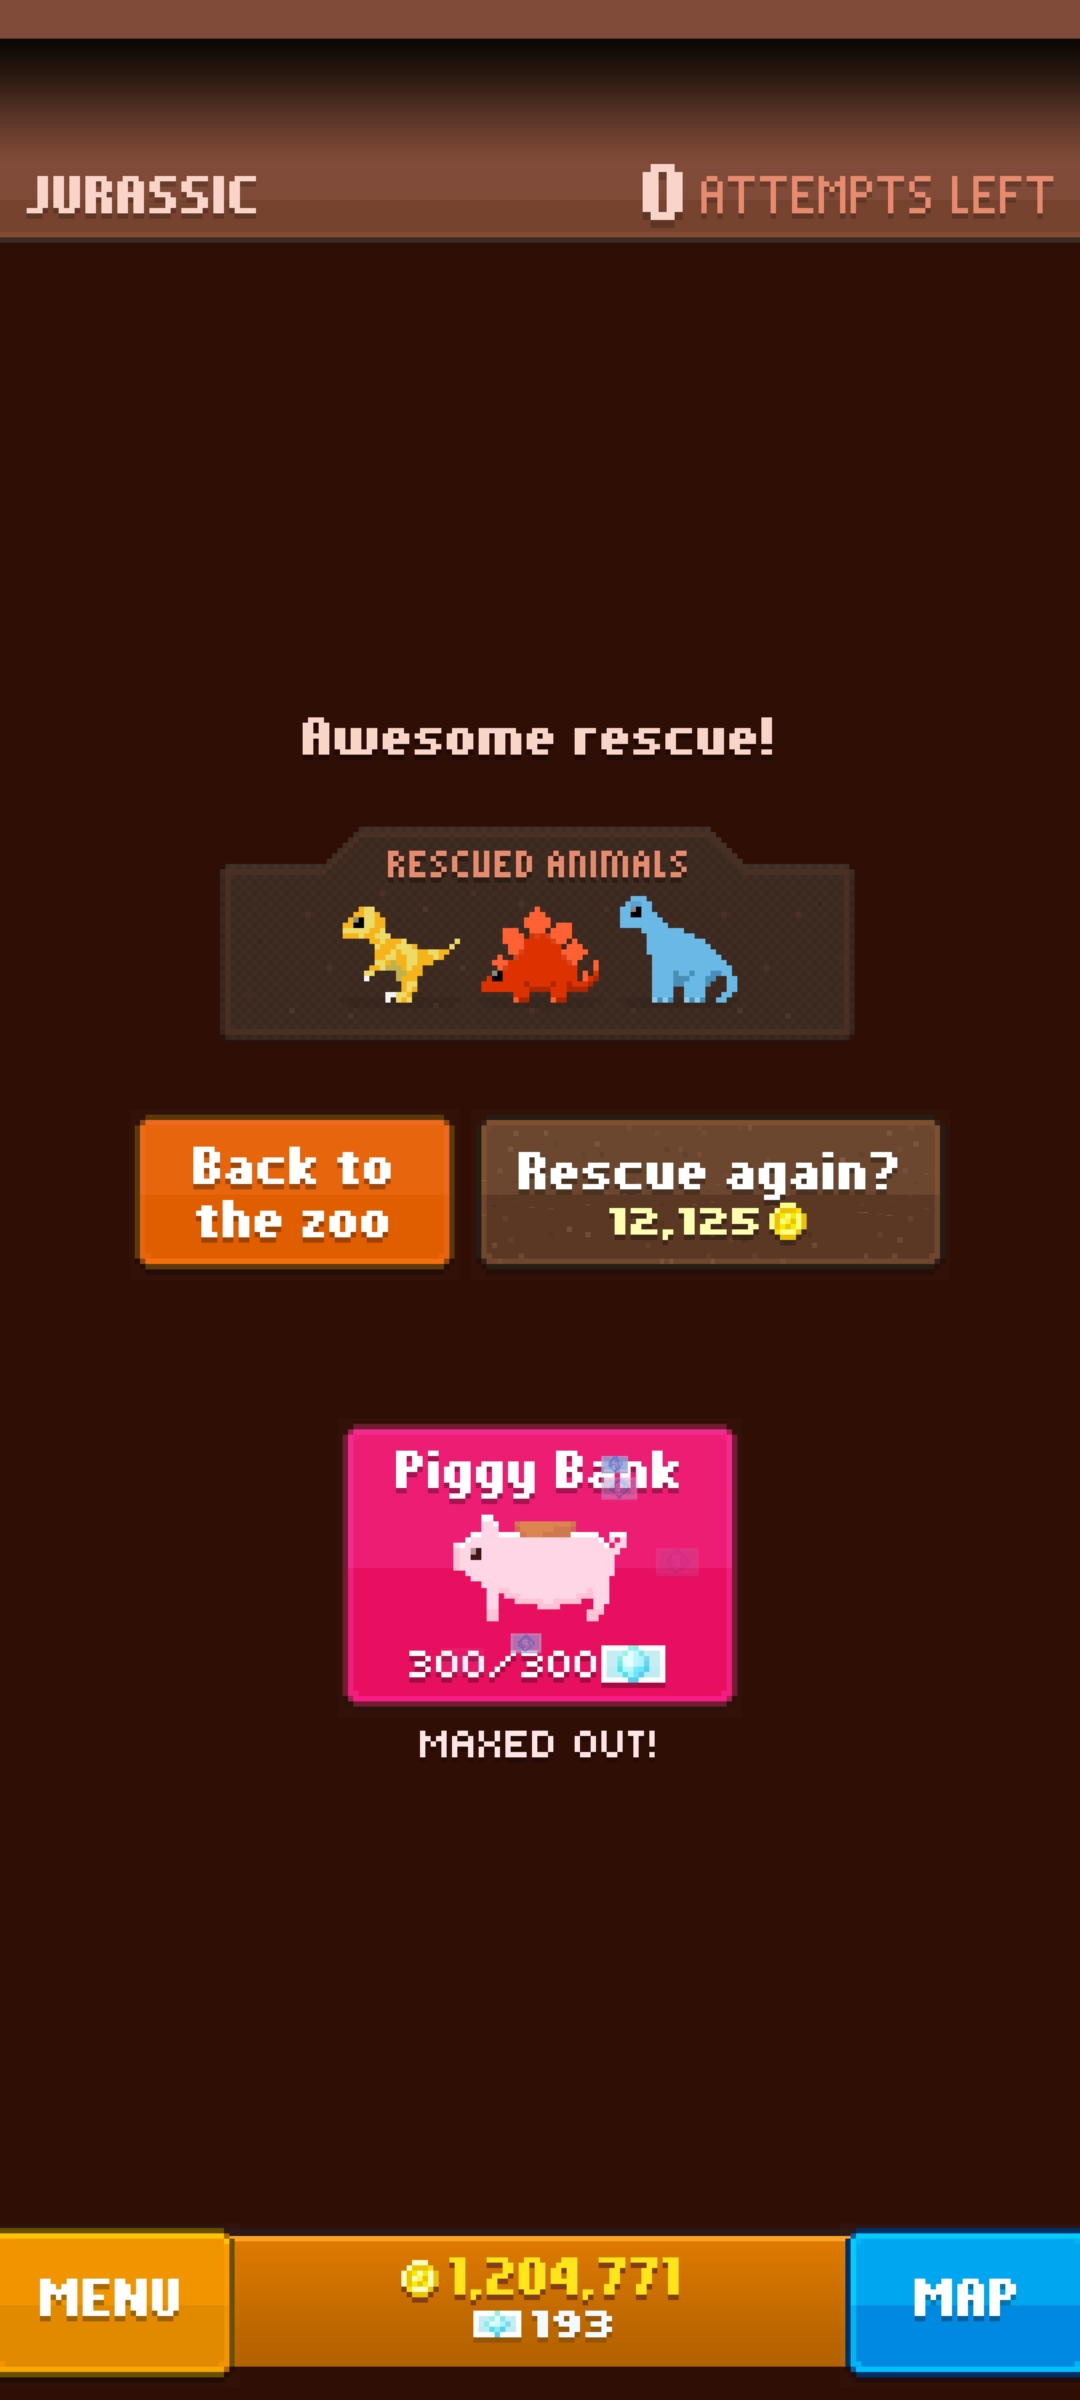 JURASSIC
0 ATTEMPTS LEFT
Awesome rescue!
RESCUED ANIMALS
Back to
the zoo
Rescue again?
12,125
Piggy Bank
300/300
MAXED OUT!
MENU
1,204,771
193
MAP